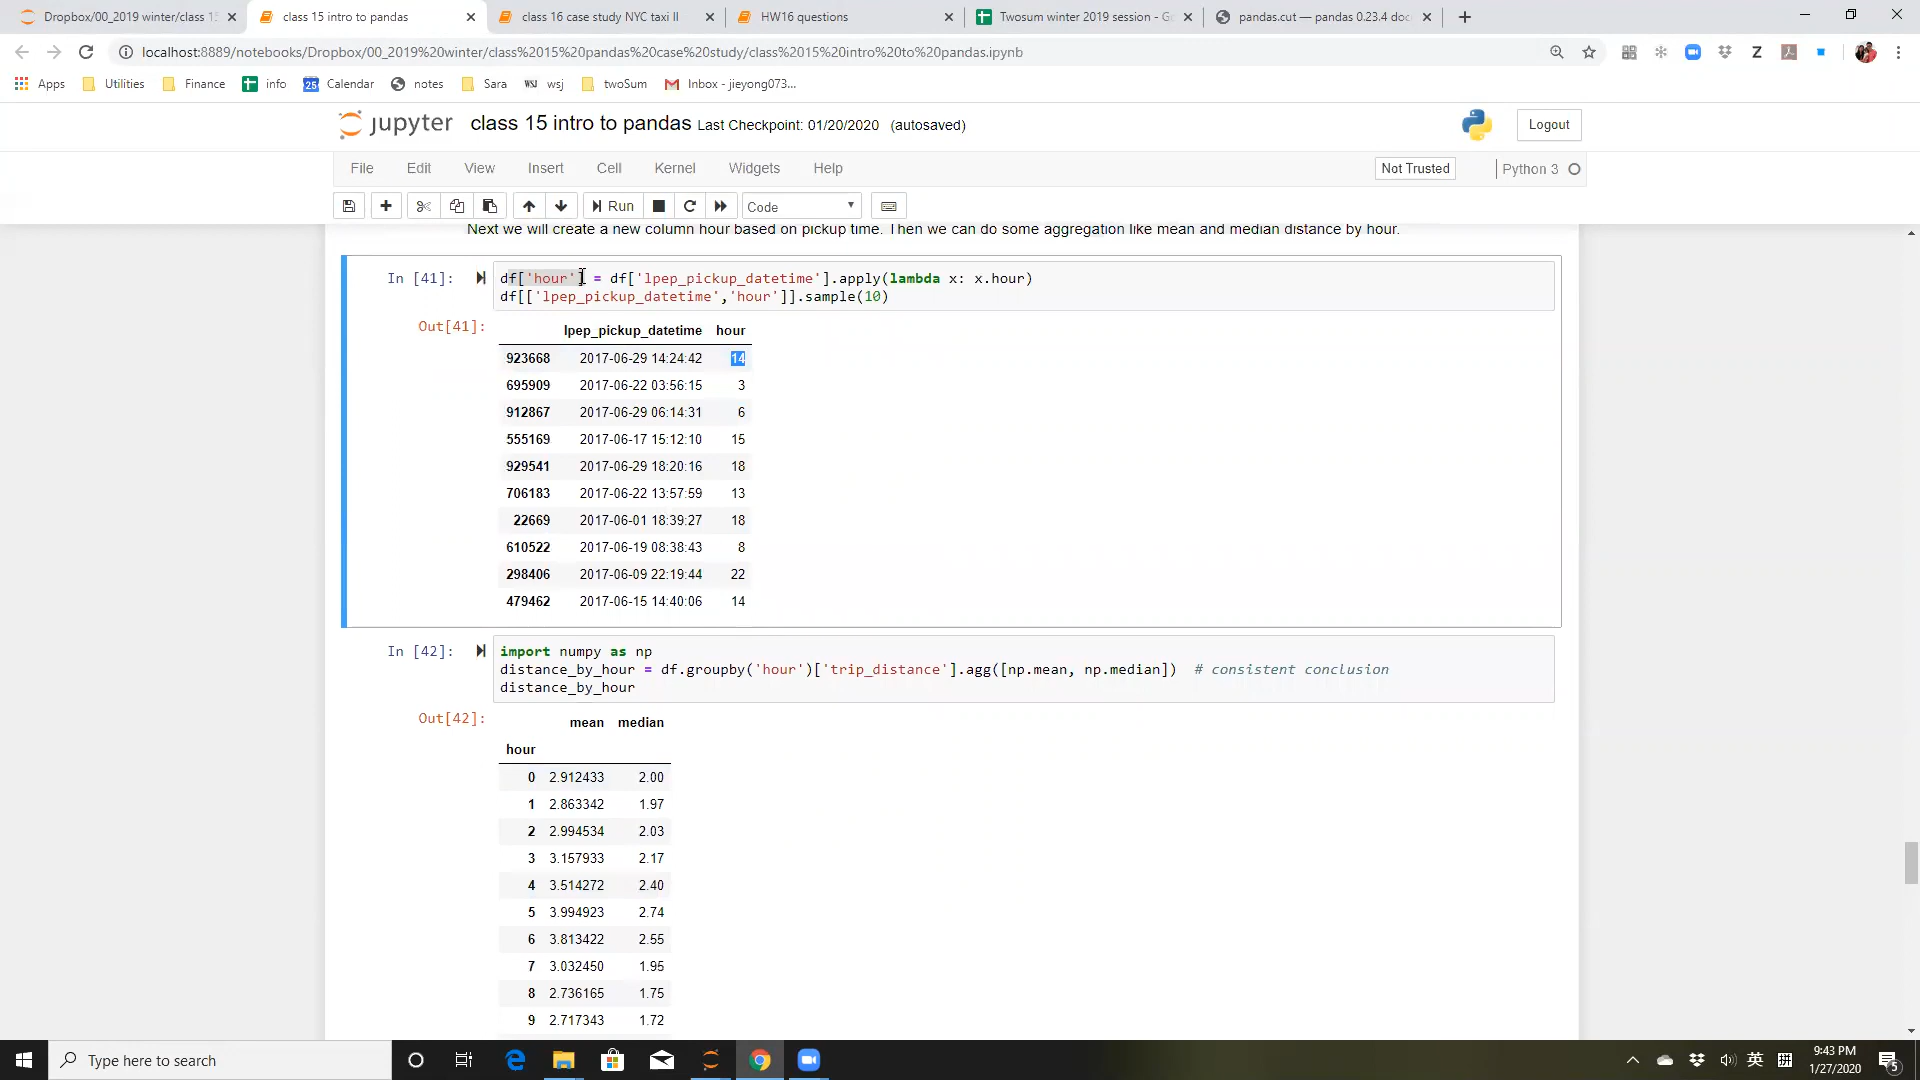 Dropbox/00_2019 winter/class 15
class 15 intro to pandas
class 16 case study NYC taxi II
HW16 questions
Twosum winter 2019 session - G
pandas.cut — pandas 0.23.4 doc
localhost:8889/notebooks/Dropbox/00_2019%20winter/class%2015%20pandas%20case%20study/class%2015%20intro%20to%20pandas.ipynb
Apps Utilities Finance info Calendar notes Sara wsj twoSum Inbox - jieyong073...
jupyter class 15 intro to pandas Last Checkpoint: 01/20/2020 (autosaved)
Logout
File Edit View Insert Cell Kernel Widgets Help
Not Trusted Python 3
Run Code
Next we will create a new column hour based on pickup time. Then we can do some aggregation like mean and median distance by hour.
In [41]: df['hour'] = df['lpep_pickup_datetime'].apply(lambda x: x.hour)
df[['lpep_pickup_datetime','hour']].sample(10)
Out[41]:
lpep_pickup_datetime hour
923668 2017-06-29 14:24:42 14
695909 2017-06-22 03:56:15 3
912867 2017-06-29 06:14:31 6
555169 2017-06-17 15:12:10 15
929541 2017-06-29 18:20:16 18
706183 2017-06-22 13:57:59 13
22669 2017-06-01 18:39:27 18
610522 2017-06-19 08:38:43 8
298406 2017-06-09 22:19:44 22
479462 2017-06-15 14:40:06 14
In [42]: import numpy as np
distance_by_hour = df.groupby('hour')['trip_distance'].agg([np.mean, np.median]) # consistent conclusion
distance_by_hour
Out[42]:
mean median
hour
0 2.912433 2.00
1 2.863342 1.97
2 2.994534 2.03
3 3.157933 2.17
4 3.514272 2.40
5 3.994923 2.74
6 3.813422 2.55
7 3.032450 1.95
8 2.736165 1.75
9 2.717343 1.72
Type here to search
英 拼
9:43 PM
1/27/2020
5